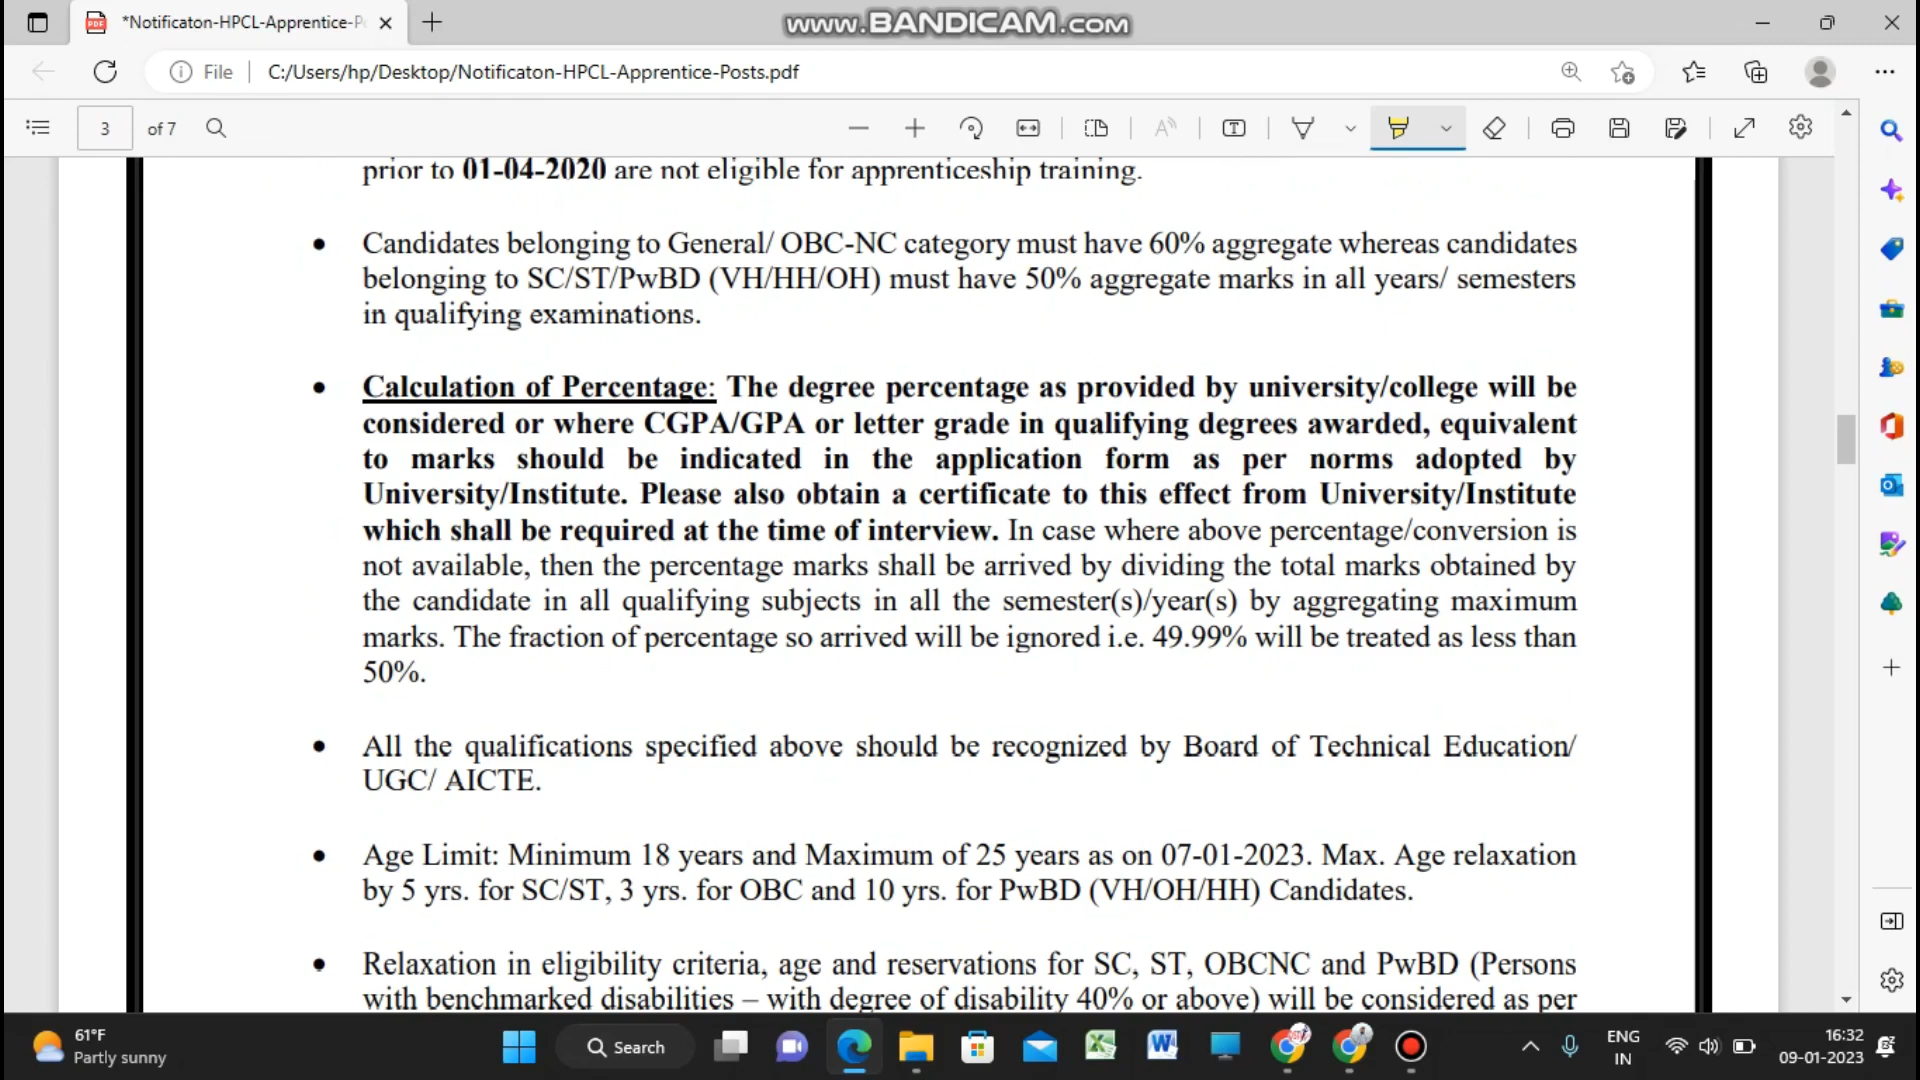 *Notificaton-HPCL-Apprentice-P
www.BANDICAM.com
File
C:/Users/hp/Desktop/Notificaton-HPCL-Apprentice-Posts.pdf
3 of 7
prior to 01-04-2020 are not eligible for apprenticeship training.
• Candidates belonging to General/ OBC-NC category must have 60% aggregate whereas candidates
belonging to SC/ST/PwBD (VH/HH/OH) must have 50% aggregate marks in all years/ semesters
in qualifying examinations.
• Calculation of Percentage: The degree percentage as provided by university/college will be
considered or where CGPA/GPA or letter grade in qualifying degrees awarded, equivalent
to marks should be indicated in the application form as per norms adopted by
University/Institute. Please also obtain a certificate to this effect from University/Institute
which shall be required at the time of interview. In case where above percentage/conversion is
not available, then the percentage marks shall be arrived by dividing the total marks obtained by
the candidate in all qualifying subjects in all the semester(s)/year(s) by aggregating maximum
marks. The fraction of percentage so arrived will be ignored i.e. 49.99% will be treated as less than
50%.
• All the qualifications specified above should be recognized by Board of Technical Education/
UGC/ AICTE.
• Age Limit: Minimum 18 years and Maximum of 25 years as on 07-01-2023. Max. Age relaxation
by 5 yrs. for SC/ST, 3 yrs. for OBC and 10 yrs. for PwBD (VH/OH/HH) Candidates.
• Relaxation in eligibility criteria, age and reservations for SC, ST, OBCNC and PwBD (Persons
with benchmarked disabilities – with degree of disability 40% or above) will be considered as per
61°F
Partly sunny
Search
ENG
IN
16:32
09-01-2023